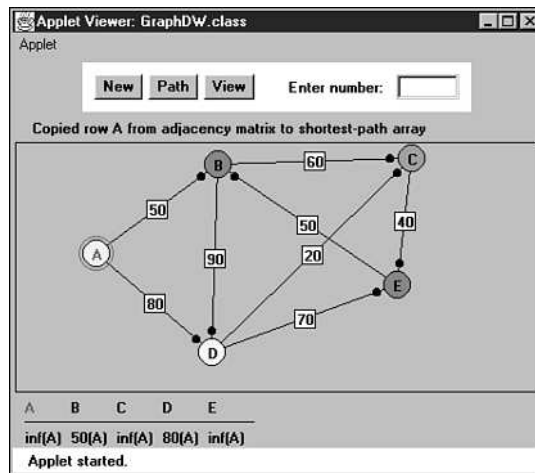 Applet Viewer: GraphDW.class
Applet
New Path View Enter number:
Copied row A from adjacency matrix to shortest-path array
B 60 C
50 50 40
A 90 20
E
80 70
D
A B C D E
inf(A) 50(A) inf(A) 80(A) inf(A)
Applet started.